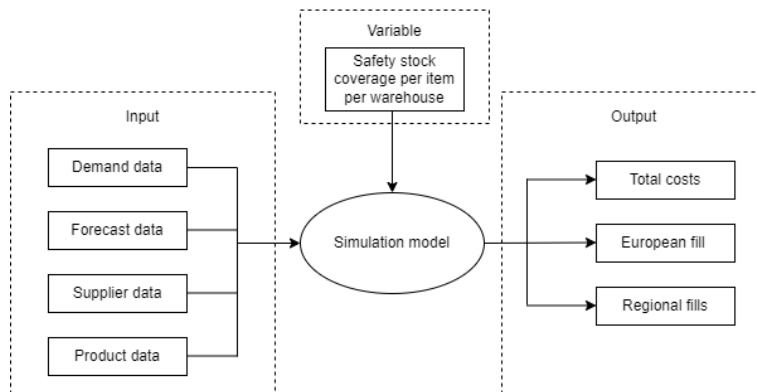 Variable
Safety stock
coverage per item
per warehouse
Input
Demand data
Forecast data
Supplier data
Product data
Simulation model
Output
Total costs
European fill
Regional fills